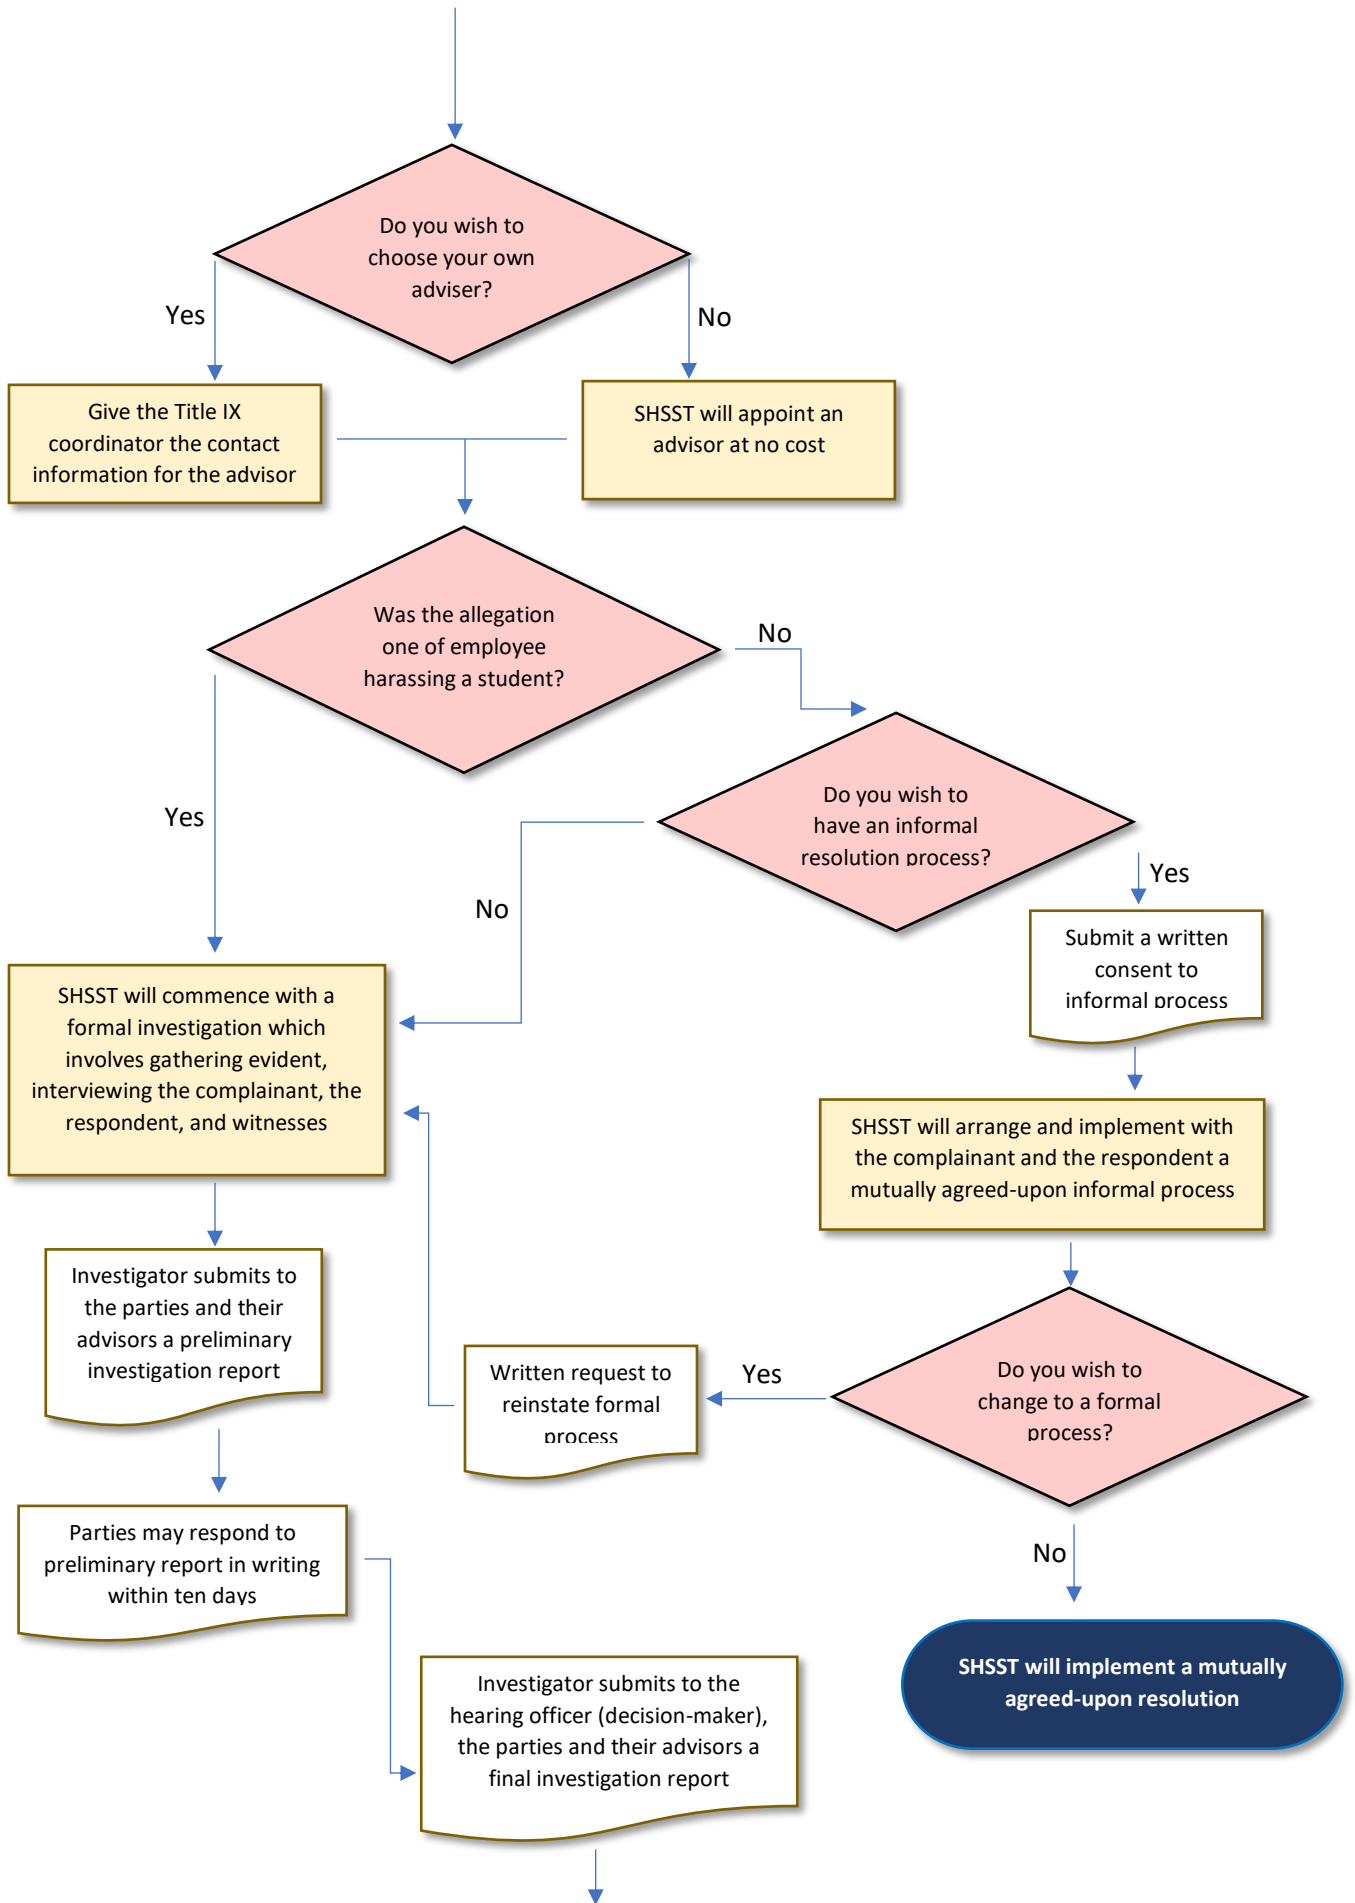 Do you wish to
choose your own
adviser?
Yes
No
Give the Title IX
coordinator the contact
information for the advisor
SHSST will appoint an
advisor at no cost
Was the allegation
one of employee
harassing a student?
No
Yes
Do you wish to
have an informal
resolution process?
No
Yes
Submit a written
consent to
informal process
SHSST will commence with a
formal investigation which
involves gathering evident,
interviewing the complainant, the
respondent, and witnesses
SHSST will arrange and implement with
the complainant and the respondent a
mutually agreed-upon informal process
Investigator submits to
the parties and their
advisors a preliminary
investigation report
Written request to
reinstate formal
process
Yes
Do you wish to
change to a formal
process?
Parties may respond to
preliminary report in writing
within ten days
No
SHSST will implement a mutually
agreed-upon resolution
Investigator submits to the
hearing officer (decision-maker),
the parties and their advisors a
final investigation report